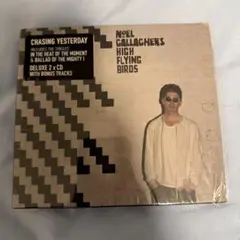 CHASING YESTERDAY
INCLUDES THE SINGLES
IN THE HEAT OF THE MOMENT
& BALLAD OF THE MIGHTY I
DELUXE 2 x CD
WITH BONUS TRACKS
NOEL
GALLAGHER'S
HIGH
FLYING
BIRDS